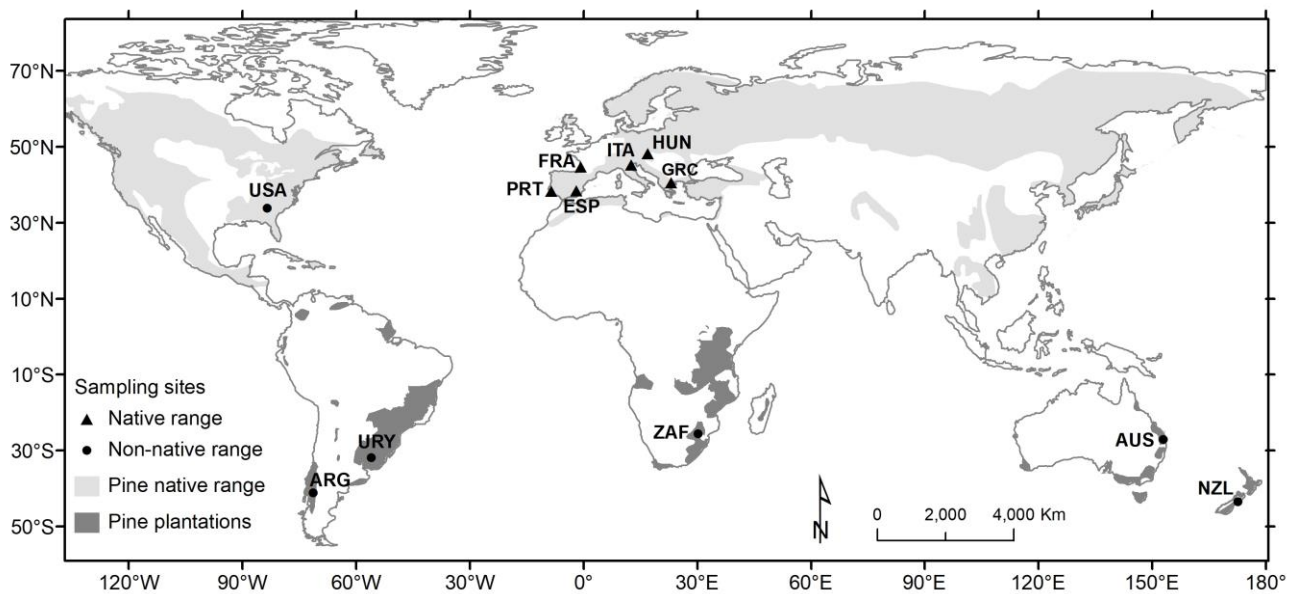 70°N
50°N
30°N
10°N
10°S
30°S
50°S
USA
FRA
ITA
HUN
GRC
PRT
ESP
URY
ARG
ZAF
AUS
NZL
Sampling sites
Native range
Non-native range
Pine native range
Pine plantations
N
0 2,000 4,000 Km
120°W 90°W 60°W 30°W 0° 30°E 60°E 90°E 120°E 150°E 180°